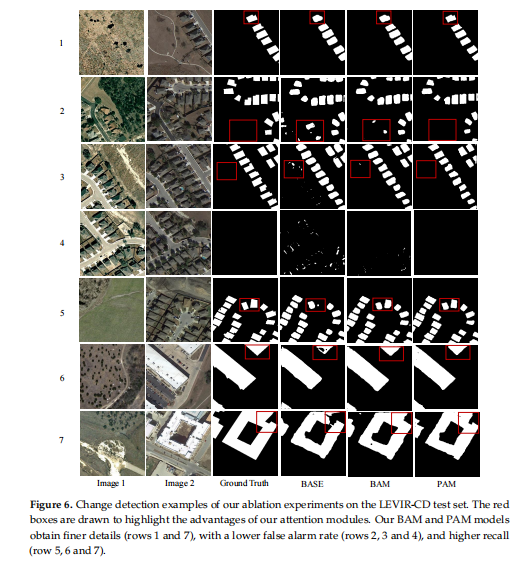 1
2
3
4
5
6
7
Image 1 Image 2 Ground Truth BASE BAM PAM
Figure 6. Change detection examples of our ablation experiments on the LEVIR-CD test set. The red
boxes are drawn to highlight the advantages of our attention modules. Our BAM and PAM models
obtain finer details (rows 1 and 7), with a lower false alarm rate (rows 2, 3 and 4), and higher recall
(row 5, 6 and 7).